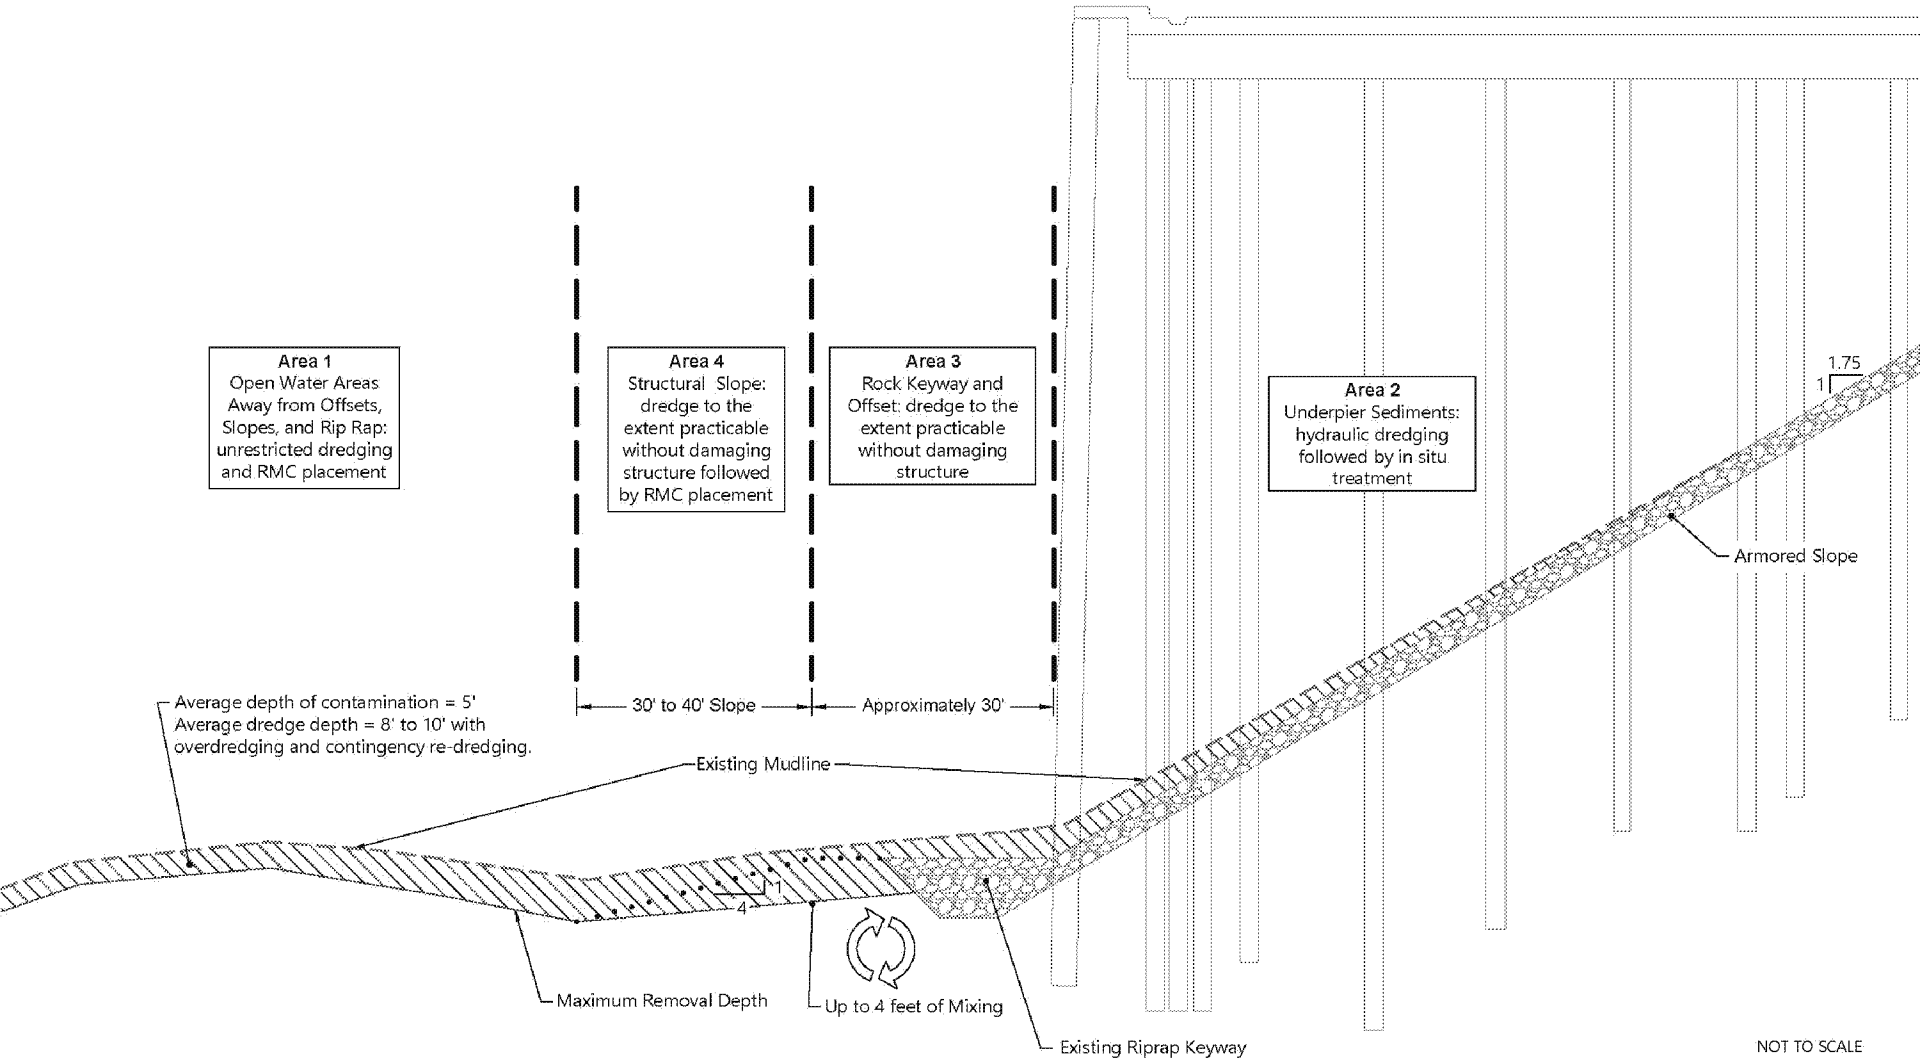 Area 1
Open Water Areas
Away from Offsets,
Slopes, and Rip Rap:
unrestricted dredging
and RMC placement
Area 4
Structural Slope:
dredge to the
extent practicable
without damaging
structure followed
by RMC placement
Area 3
Rock Keyway and
Offset: dredge to the
extent practicable
without damaging
structure
Area 2
Underpier Sediments:
hydraulic dredging
followed by in situ
treatment
1.75
1
Armored Slope
30' to 40' Slope
Approximately 30'
Average depth of contamination = 5'
Average dredge depth = 8' to 10' with
overdredging and contingency re-dredging.
Existing Mudline
1
4
Maximum Removal Depth
Up to 4 feet of Mixing
Existing Riprap Keyway
NOT TO SCALE